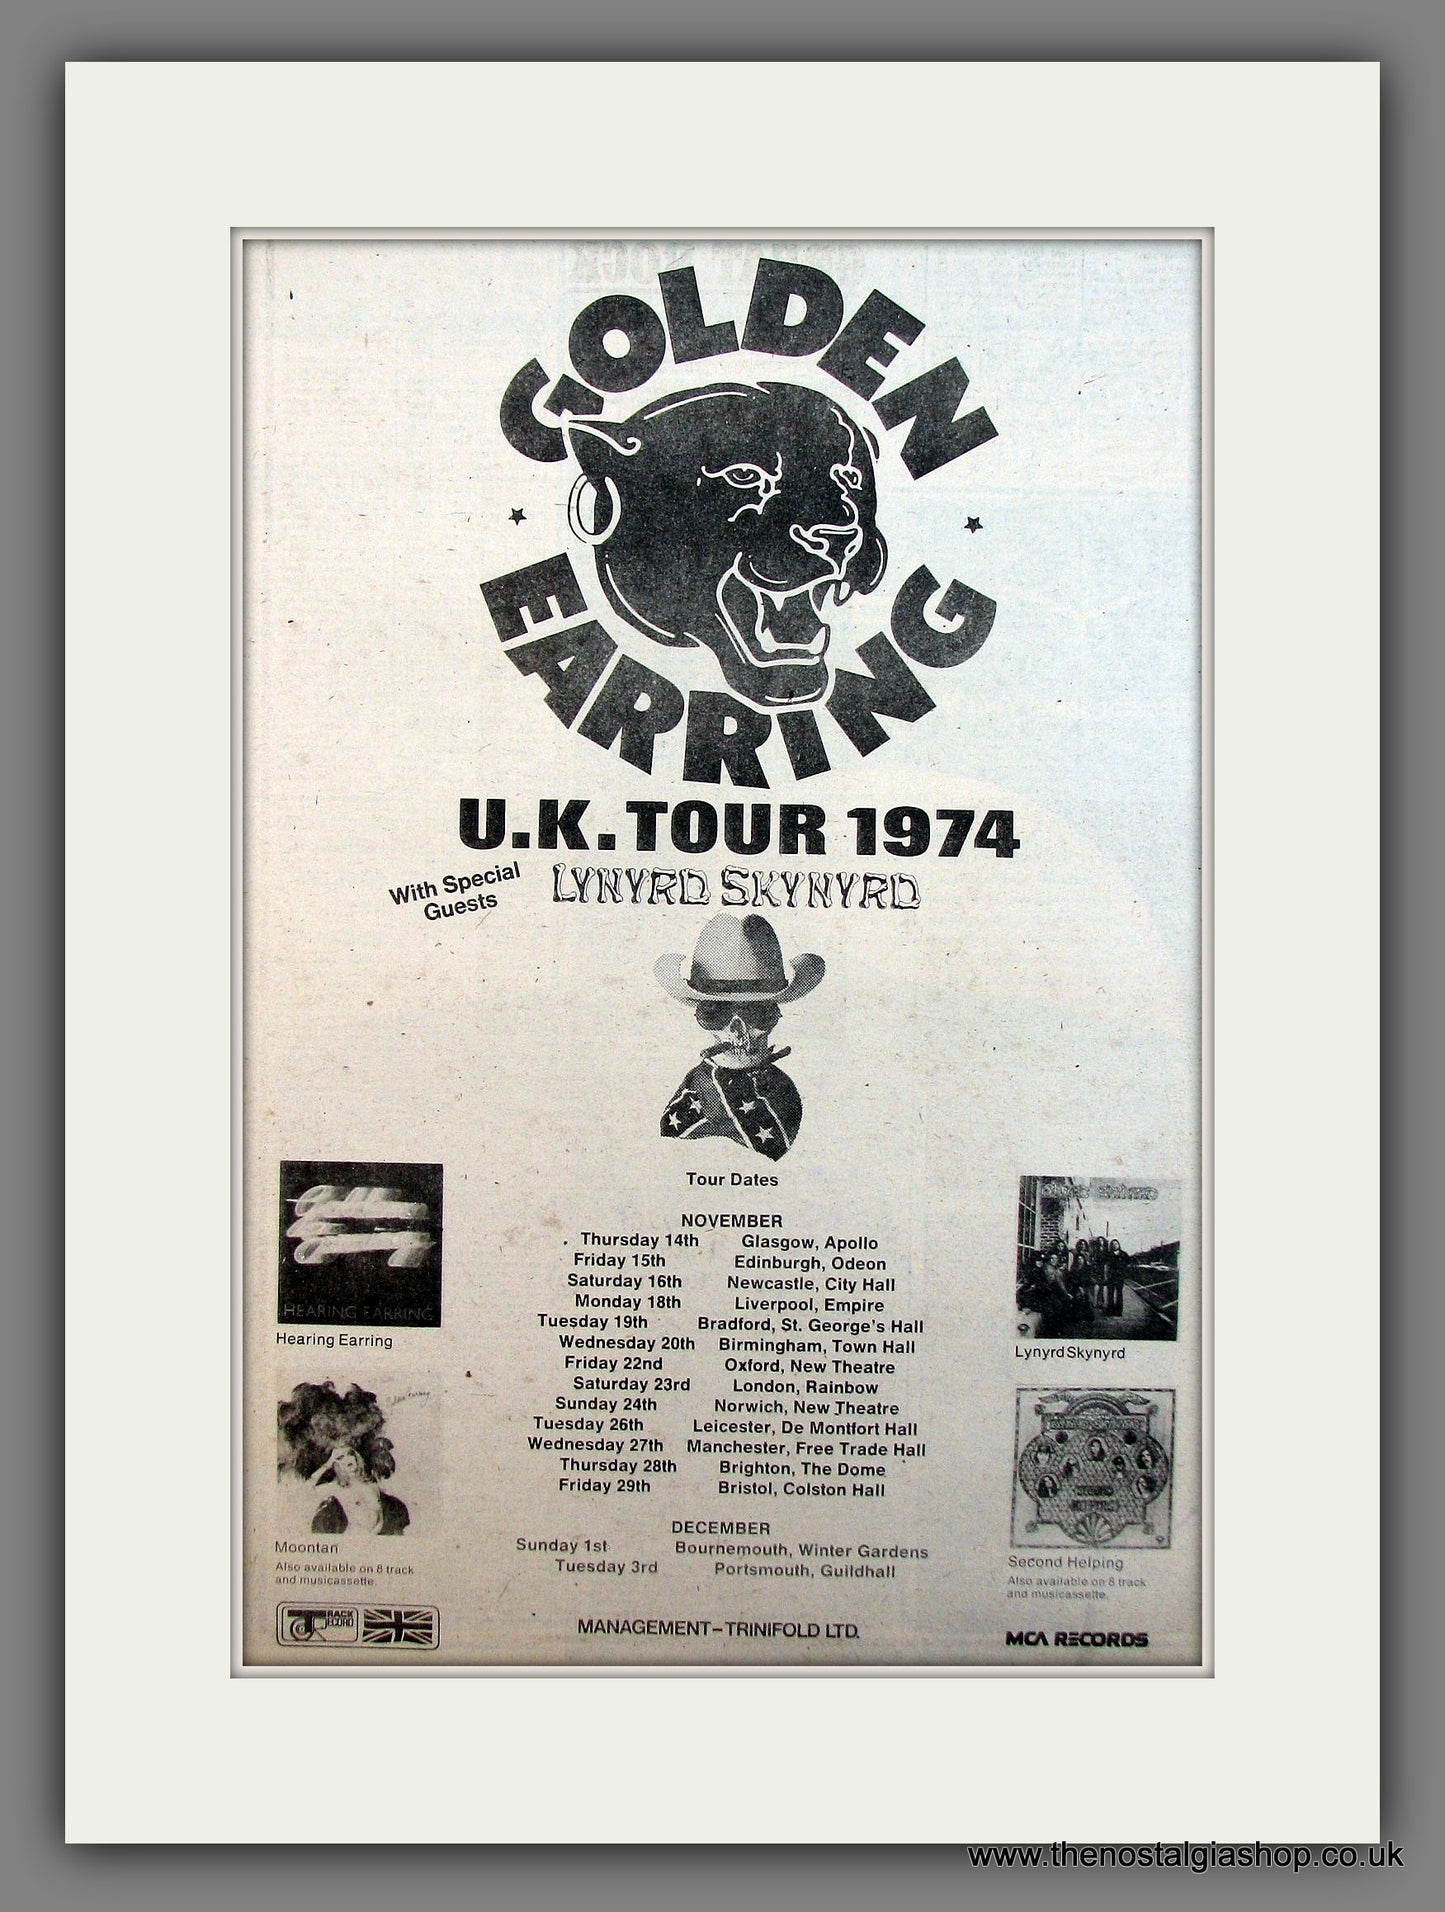 GOLDEN
EARRING
U.K. TOUR 1974
With Special
Guests
LYNYRD SKYNYRD
Tour Dates
NOVEMBER
Thursday 14th Glasgow, Apollo
Friday 15th Edinburgh, Odeon
Saturday 16th Newcastle, City Hall
Monday 18th Liverpool, Empire
Tuesday 19th Bradford, St. George's Hall
Wednesday 20th Birmingham, Town Hall
Friday 22nd Oxford, New Theatre
Saturday 23rd London, Rainbow
Sunday 24th Norwich, New Theatre
Tuesday 26th Leicester, De Montfort Hall
Wednesday 27th Manchester, Free Trade Hall
Thursday 28th Brighton, The Dome
Friday 29th Bristol, Colston Hall
DECEMBER
Sunday 1st Bournemouth, Winter Gardens
Tuesday 3rd Portsmouth, Guildhall
MANAGEMENT–TRINIFOLD LTD.
HEARING EARRING
Hearing Earring
Moontan
Also available on 8 track
and musicassette.
TRACK
RECORD
Lynyrd Skynyrd
Second Helping
Also available on 8 track
and musicassette.
MCA RECORDS
www.thenostalgiashop.co.uk